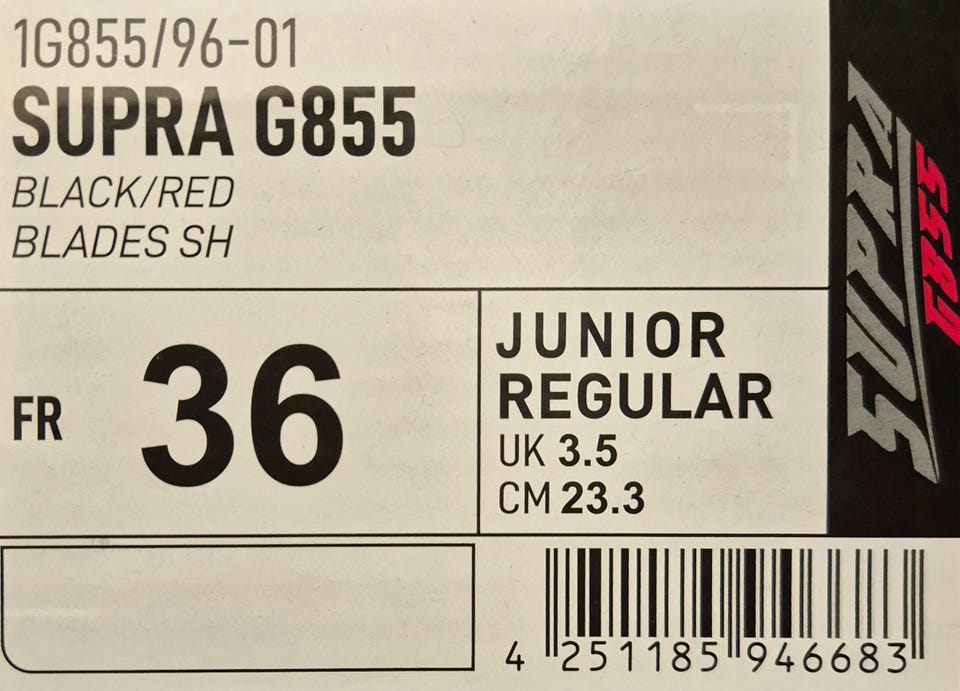 1G855/96-01
SUPRA G855
BLACK/RED
BLADES SH
FR 36
JUNIOR
REGULAR
UK 3.5
CM 23.3
4 251185 946683
SUPRA
G855